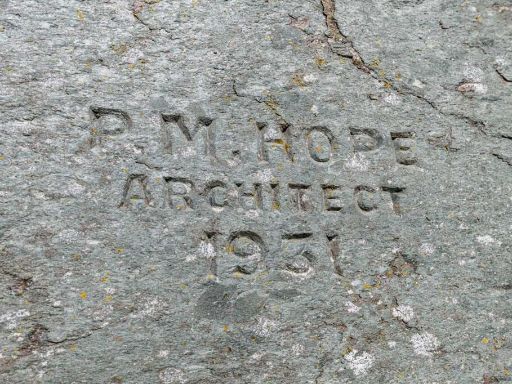 P. M. HOPE
ARCHITECT
1931